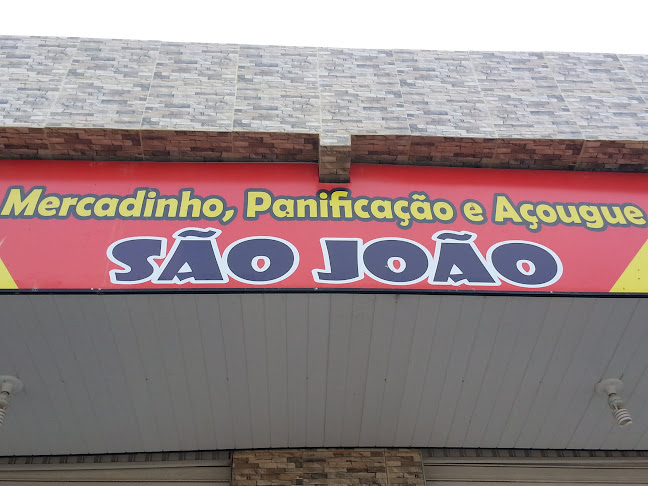 Mercadinho, Panificação e Açougue
SÃO JOÃO